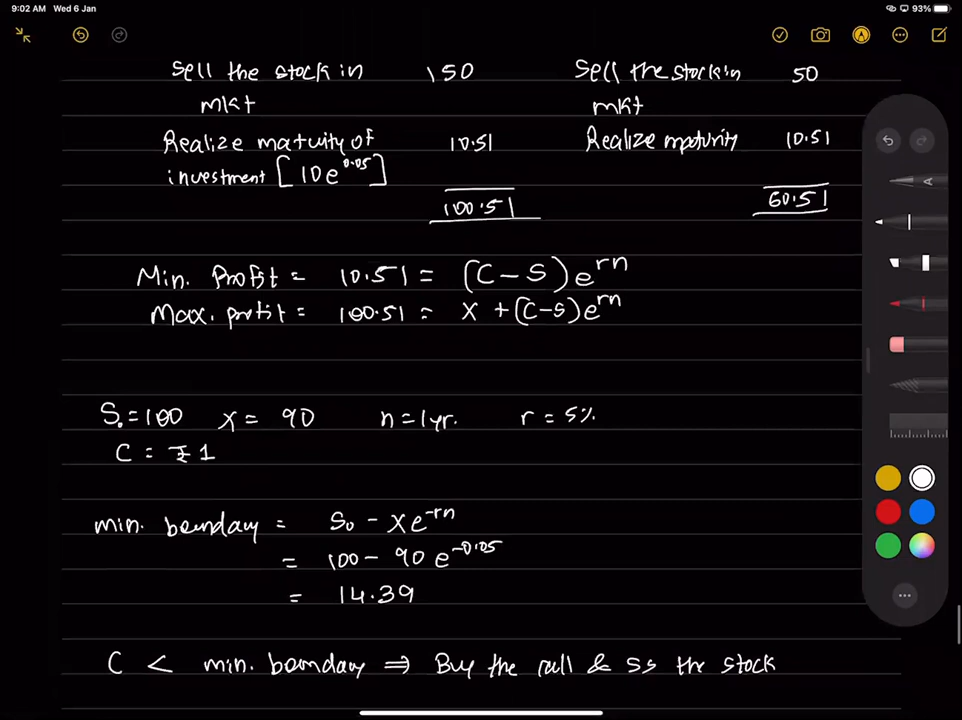 9:02 AM Wed 6 Jan
93%
Sell the stock in 150 Sell the stock in 50
mkt mkt
Realize maturity of 10.51 Realize maturity 10.51
investment [10e^0.05]
100.51 60.51
Min. Profit = 10.51 = (C - S)e^rn
Max. profit = 100.51 = X + (C-S)e^rn
S₀ = 100 X = 90 n = 1yr. r = 5%
C = ₹1
min. boundary = S₀ - Xe^-rn
= 100 - 90 e^-0.05
= 14.39
C < min. boundary ⇒ Buy the call & SS the stock